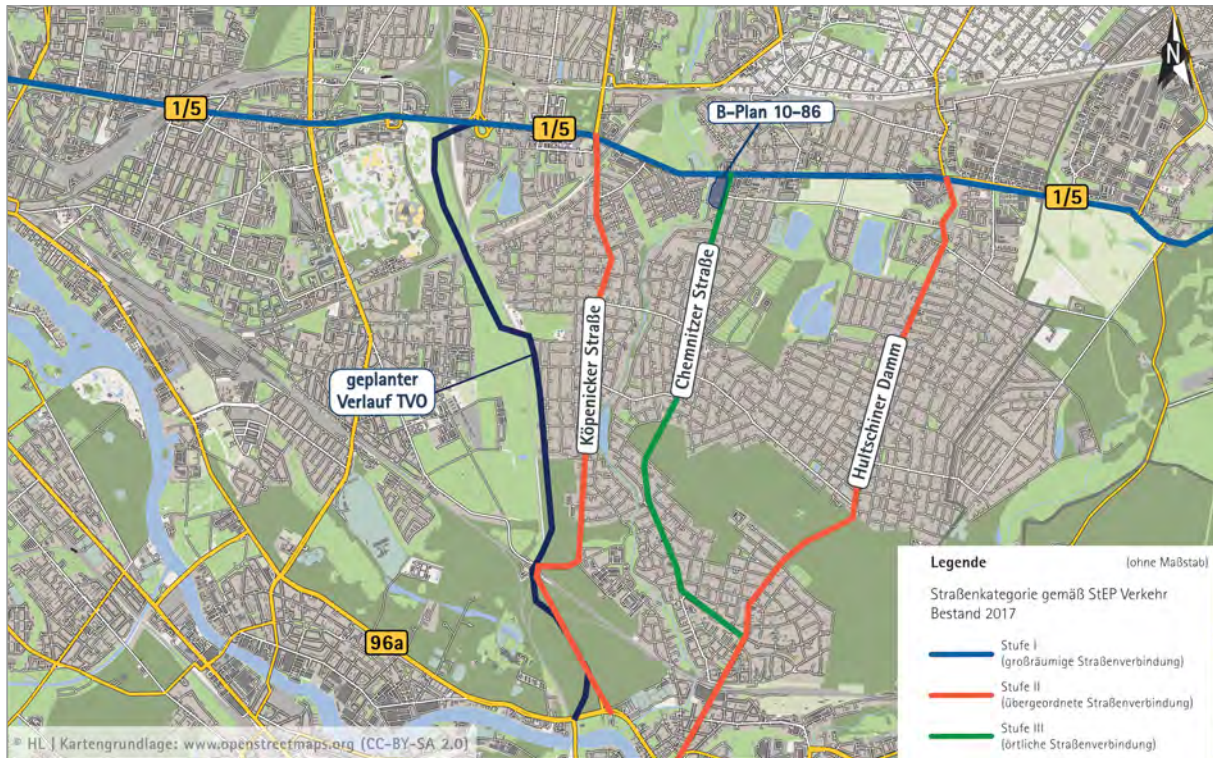 N
1/5
B-Plan 10-86
1/5
1/5
geplanter
Verlauf TVO
Köpenicker Straße
Chemnitzer Straße
Hultschiner Damm
96a
Legende
(ohne Maßstab)
Straßenkategorie gemäß StEP Verkehr
Bestand 2017
Stufe I
(großräumige Straßenverbindung)
Stufe II
(übergeordnete Straßenverbindung)
Stufe III
(örtliche Straßenverbindung)
© HL | Kartengrundlage: www.openstreetmaps.org (CC-BY-SA 2.0)